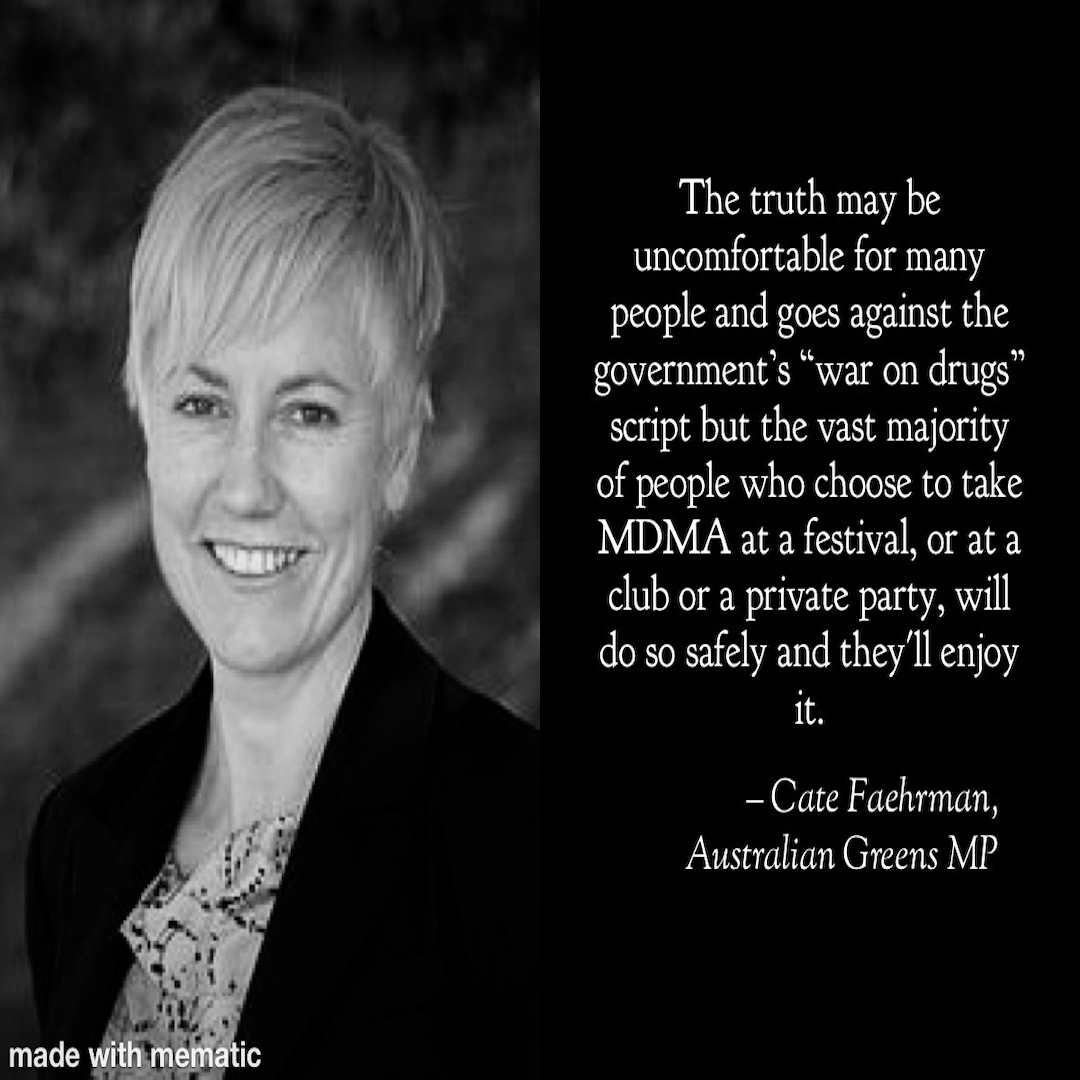 The truth may be
uncomfortable for many
people and goes against the
government’s “war on drugs”
script but the vast majority
of people who choose to take
MDMA at a festival, or at a
club or a private party, will
do so safely and they'll enjoy
it.
– Cate Faehrman,
Australian Greens MP
made with mematic